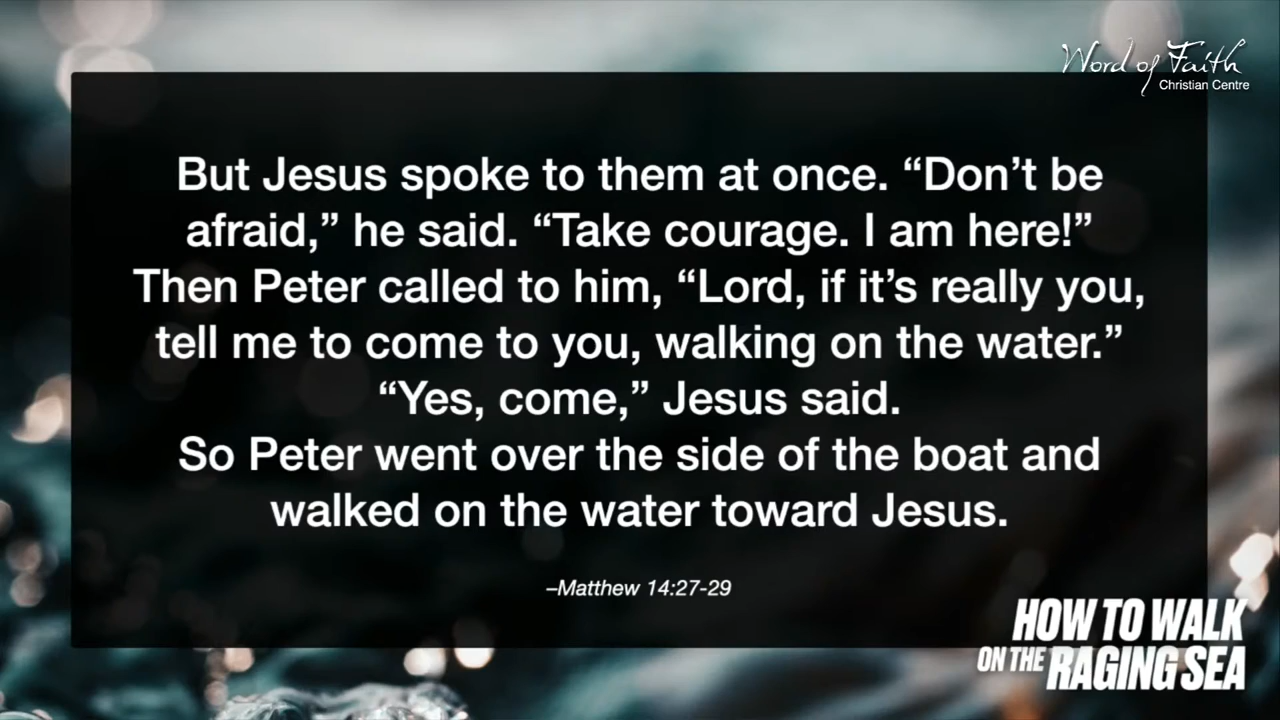 Word of Faith
Christian Centre
But Jesus spoke to them at once. “Don’t be
afraid,” he said. “Take courage. I am here!”
Then Peter called to him, “Lord, if it’s really you,
tell me to come to you, walking on the water.”
“Yes, come,” Jesus said.
So Peter went over the side of the boat and
walked on the water toward Jesus.
–Matthew 14:27-29
HOW TO WALK
ON THE RAGING SEA